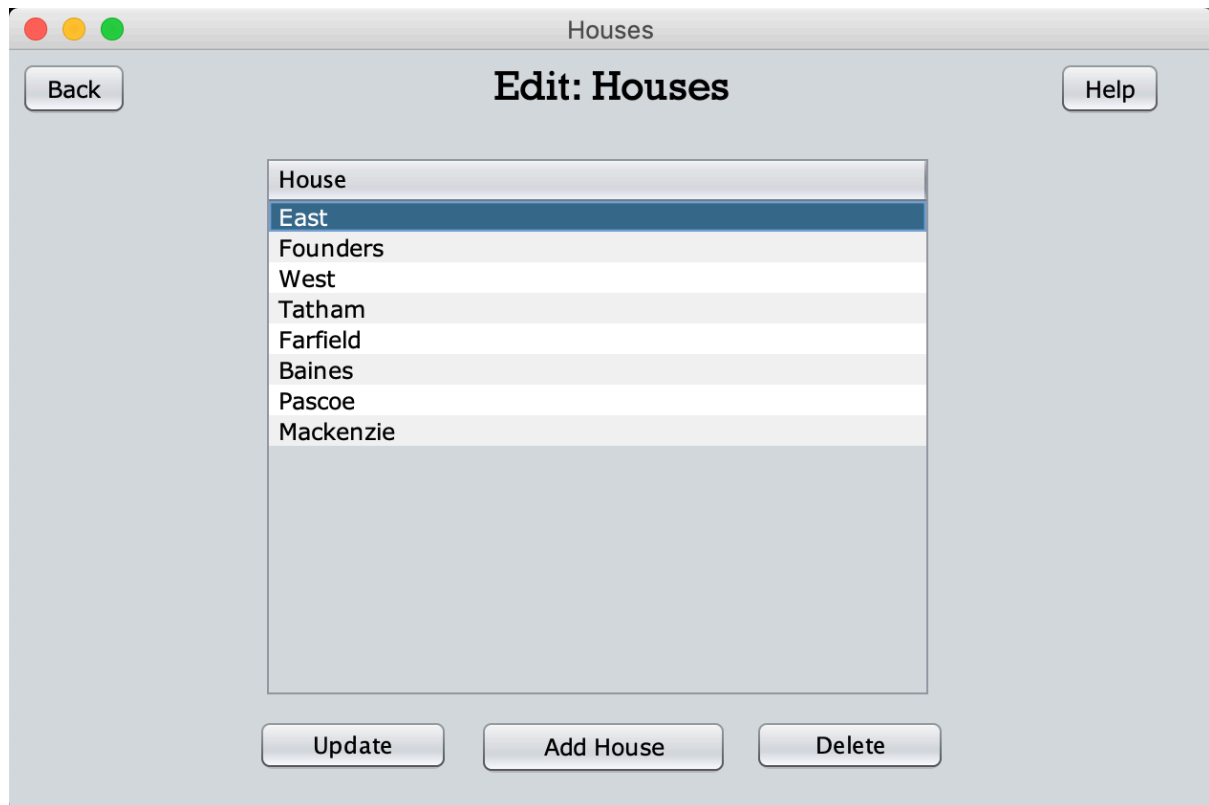 Houses
Back
Edit: Houses
Help
House
East
Founders
West
Tatham
Farfield
Baines
Pascoe
Mackenzie
Update
Add House
Delete